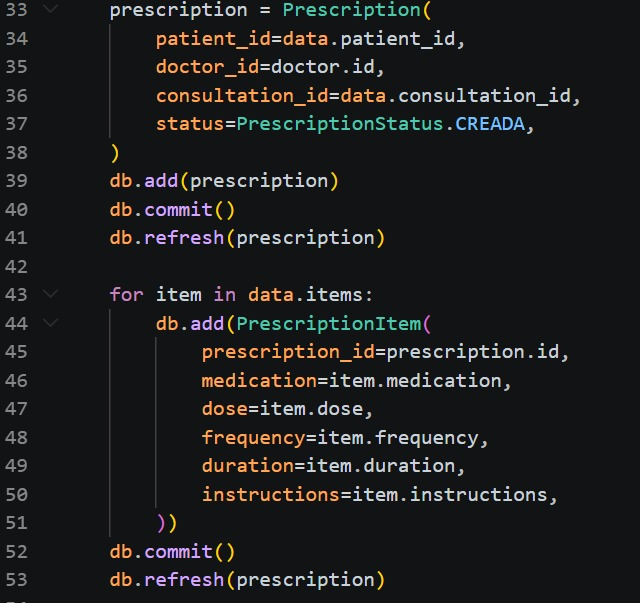 33 prescription = Prescription(
34 patient_id=data.patient_id,
35 doctor_id=doctor.id,
36 consultation_id=data.consultation_id,
37 status=PrescriptionStatus.CREADA,
38 )
39 db.add(prescription)
40 db.commit()
41 db.refresh(prescription)
42
43 for item in data.items:
44 db.add(PrescriptionItem(
45 prescription_id=prescription.id,
46 medication=item.medication,
47 dose=item.dose,
48 frequency=item.frequency,
49 duration=item.duration,
50 instructions=item.instructions,
51 ))
52 db.commit()
53 db.refresh(prescription)